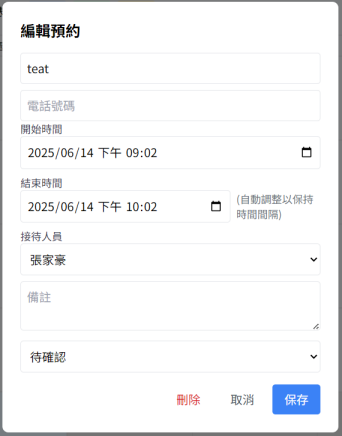 編輯預約
teat
電話號碼
開始時間
2025/06/14 下午 09:02
結束時間
2025/06/14 下午 10:02
(自動調整以保持
時間間隔)
接待人員
張家豪
備註
待確認
刪除 取消 保存